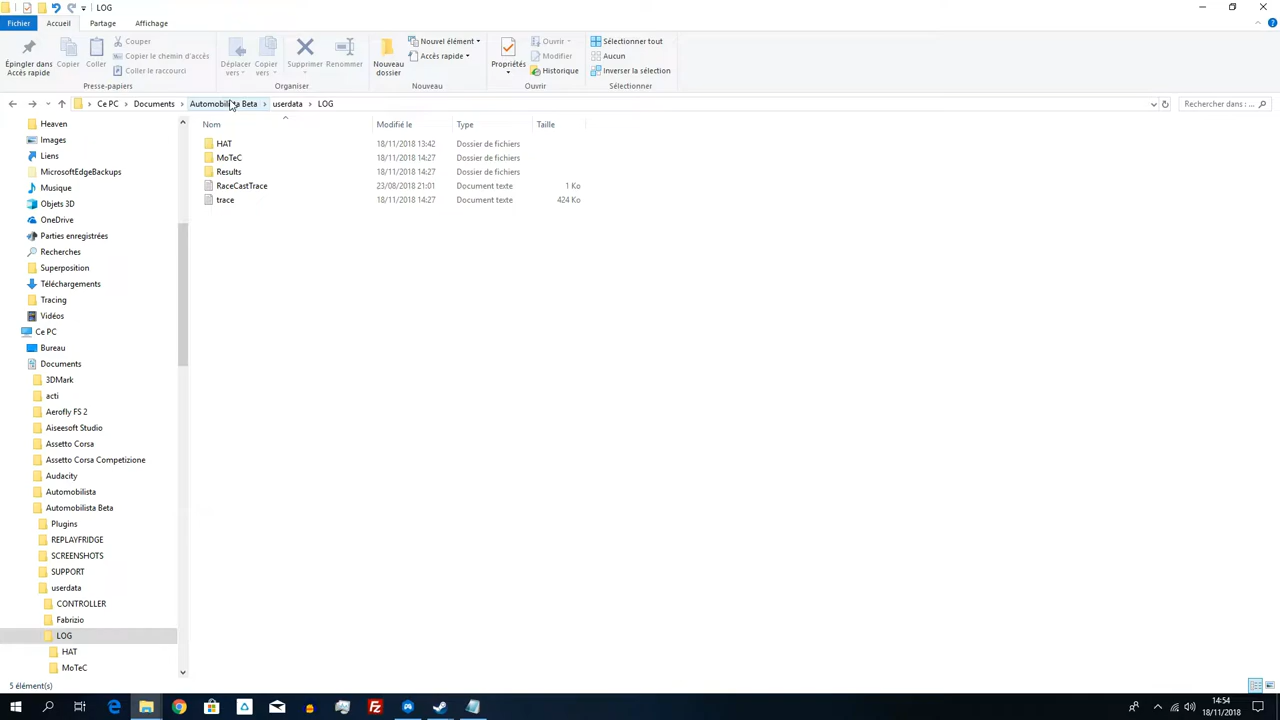 LOG
Fichier Accueil Partage Affichage
Épingler dans Accès rapide
Copier
Coller
Couper
Copier le chemin d'accès
Coller le raccourci
Presse-papiers
Déplacer vers
Copier vers
Supprimer
Renommer
Organiser
Nouveau dossier
Nouvel élément
Accès rapide
Nouveau
Propriétés
Ouvrir
Modifier
Historique
Ouvrir
Sélectionner tout
Aucun
Inverser la sélection
Sélectionner
Ce PC > Documents > Automobilista Beta > userdata > LOG
Rechercher dans : ...
Nom Modifié le Type Taille
HAT 18/11/2018 13:42 Dossier de fichiers
MoTeC 18/11/2018 14:27 Dossier de fichiers
Results 18/11/2018 14:27 Dossier de fichiers
RaceCastTrace 23/08/2018 21:01 Document texte 1 Ko
trace 18/11/2018 14:27 Document texte 424 Ko
Heaven
Images
Liens
MicrosoftEdgeBackups
Musique
Objets 3D
OneDrive
Parties enregistrées
Recherches
Superposition
Téléchargements
Tracing
Vidéos
Ce PC
Bureau
Documents
3DMark
acti
Aerofly FS 2
Aiseesoft Studio
Assetto Corsa
Assetto Corsa Competizione
Audacity
Automobilista
Automobilista Beta
Plugins
REPLAYFRIDGE
SCREENSHOTS
SUPPORT
userdata
CONTROLLER
Fabrizio
LOG
HAT
MoTeC
5 élément(s)
14:54
18/11/2018